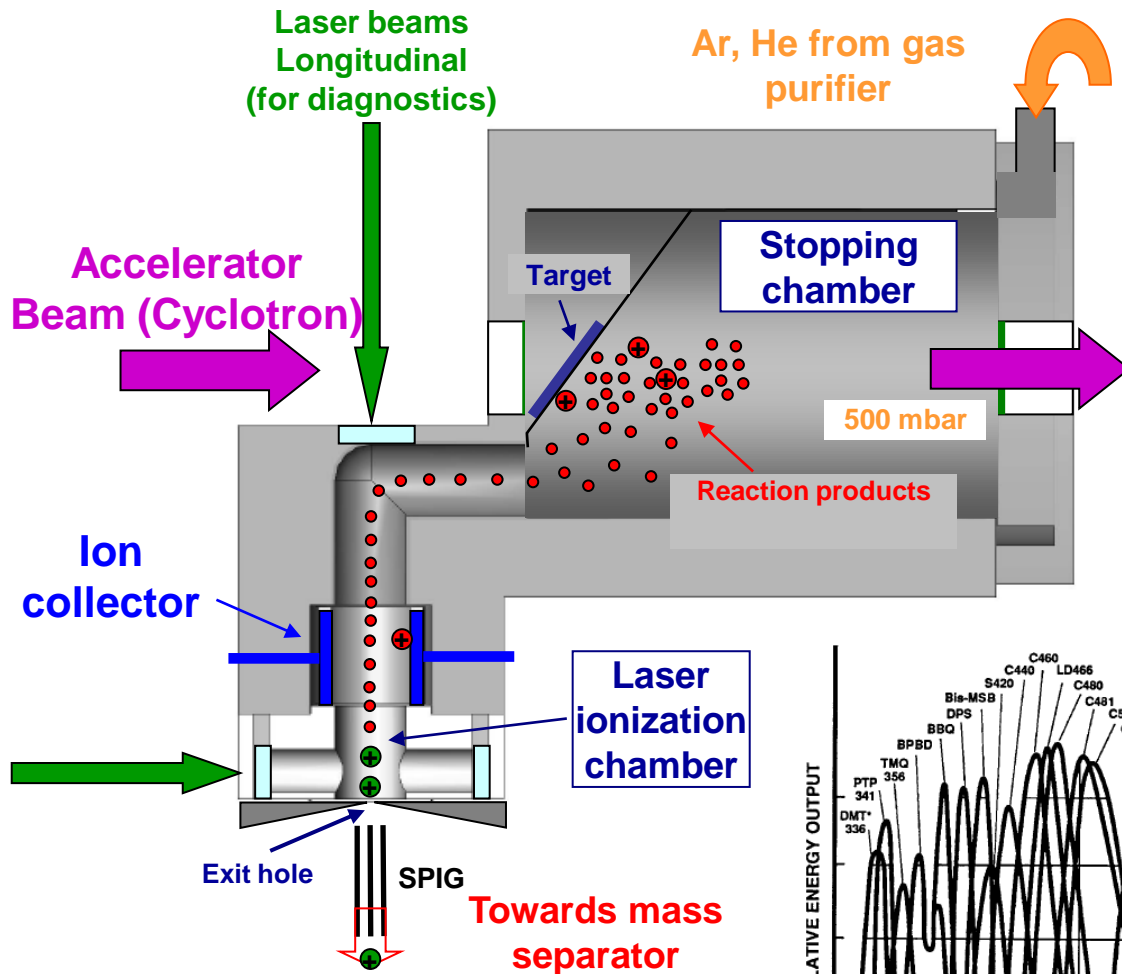 Laser beams
Longitudinal
(for diagnostics)
Ar, He from gas
purifier
Accelerator
Beam (Cyclotron)
Target
Stopping
chamber
500 mbar
Reaction products
Ion
collector
Laser
ionization
chamber
Exit hole
SPIG
Towards mass
separator
C460
C440
LD466
S420
C480
Bis-MSB
C481
DPS
BBQ
BPBD
TMQ
356
PTP
341
DMT*
336
ENERGY OUTPUT